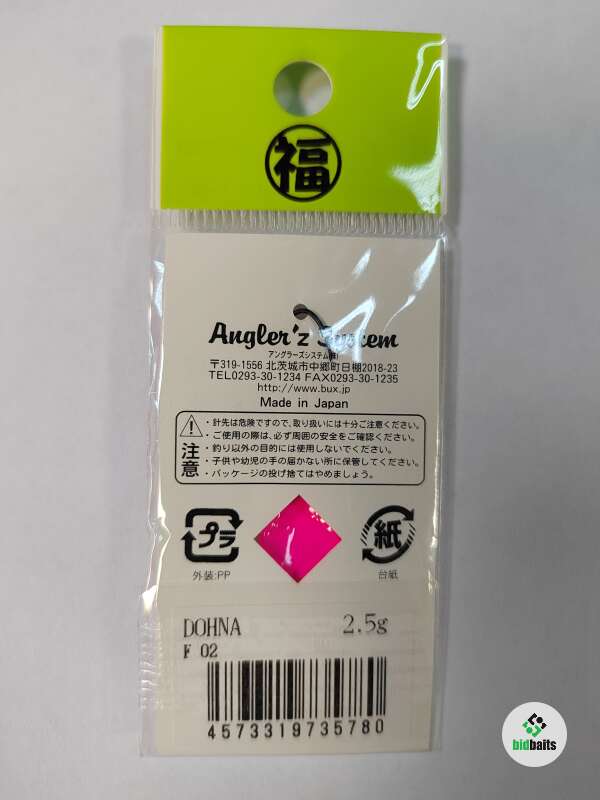 福
Angler'z System
アングラーズシステム(株)
〒319-1556 北茨城市中郷町日棚2018-23
TEL0293-30-1234 FAX0293-30-1235
http://www.bux.jp
Made in Japan
注意
・針先は危険ですので、取り扱いには十分ご注意ください。
・ご使用の際は、必ず周囲の安全をご確認ください。
・釣り以外の目的には使用しないでください。
・子供や幼児の手の届かない所に保管してください。
・パッケージの投げ捨てはやめましょう。
プラ
外装:PP
紙
台紙
DOHNA 2.5g
F 02
4573319735780
bidbaits